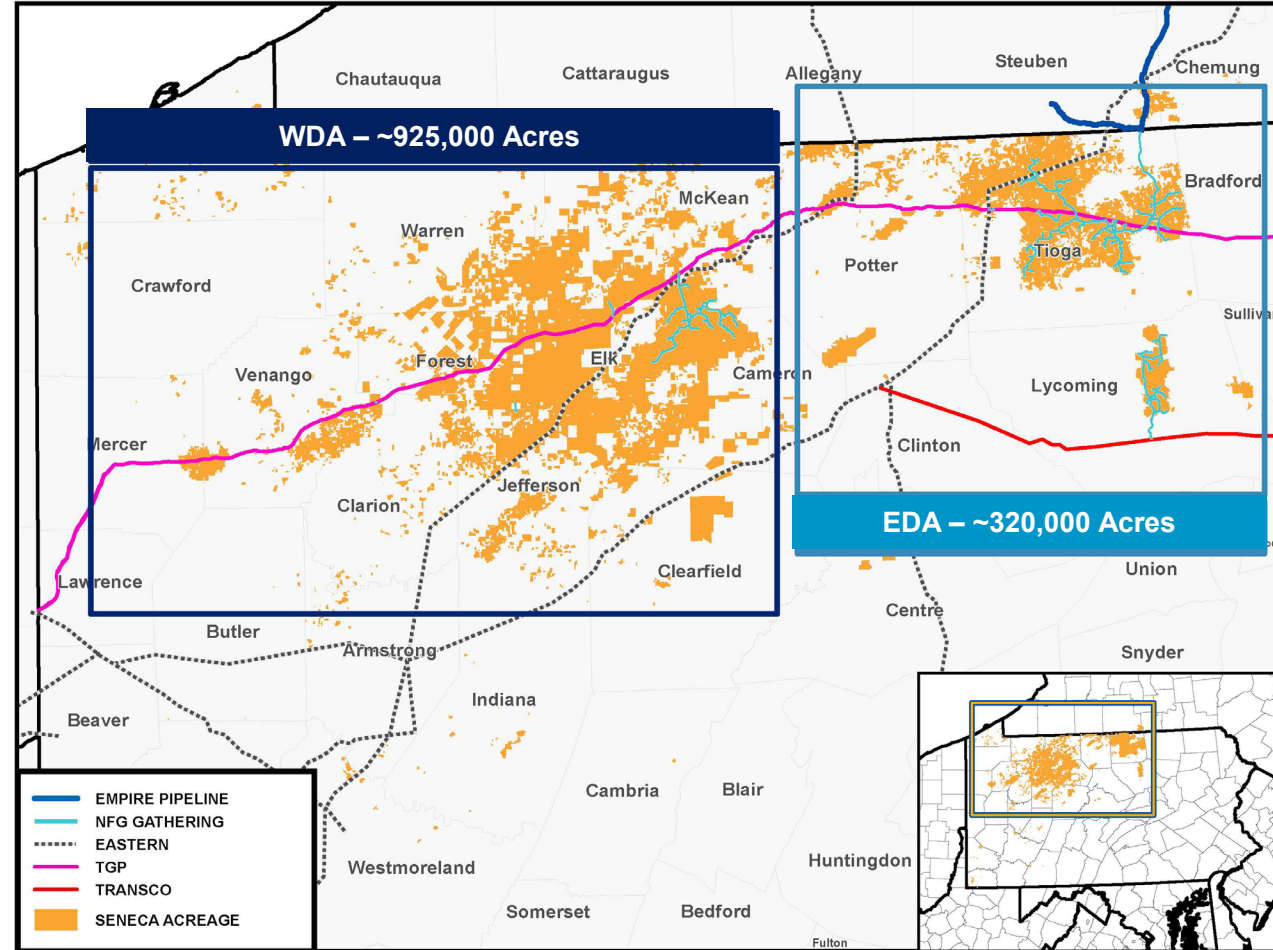 Steuben
Chemung
Cattaraugus
Allegany
Chautauqua
WDA – ~925,000 Acres
Bradford
McKean
Warren
Tioga
Potter
Crawford
Forest
Elk
Venango
Cameron
Lycoming
Mercer
Clinton
Jefferson
Clarion
EDA – ~320,000 Acres
Clearfield
Union
Lawrence
Centre
Butler
Armstrong
Snyder
Indiana
Beaver
Cambria
Blair
EMPIRE PIPELINE
NFG GATHERING
EASTERN
TGP
TRANSCO
SENECA ACREAGE
Westmoreland
Huntingdon
Somerset
Bedford
Fulton